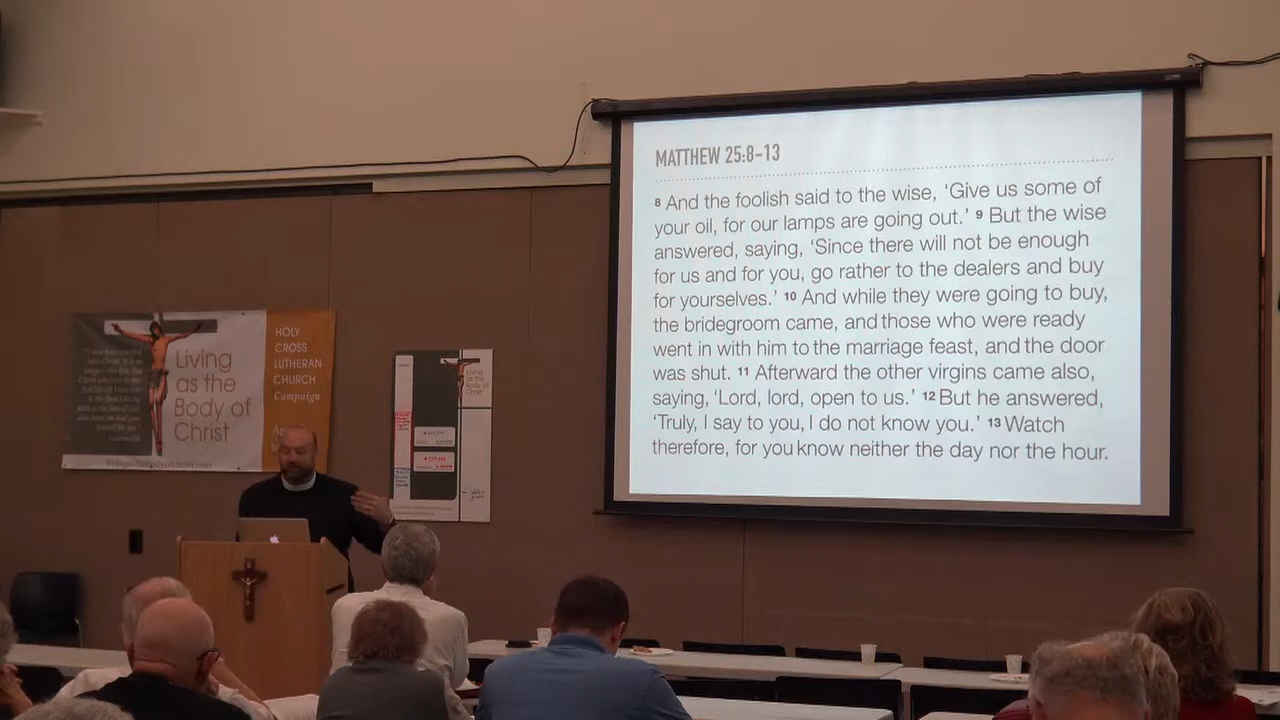 MATTHEW 25:8–13
8 And the foolish said to the wise, ‘Give us some of
your oil, for our lamps are going out.’ 9 But the wise
answered, saying, ‘Since there will not be enough
for us and for you, go rather to the dealers and buy
for yourselves.’ 10 And while they were going to buy,
the bridegroom came, and those who were ready
went in with him to the marriage feast, and the door
was shut. 11 Afterward the other virgins came also,
saying, ‘Lord, lord, open to us.’ 12 But he answered,
‘Truly, I say to you, I do not know you.’ 13 Watch
therefore, for you know neither the day nor the hour.
Living
as the
Body of
Christ
HOLY
CROSS
LUTHERAN
CHURCH
Campaign
Living
as the
Body of
Christ